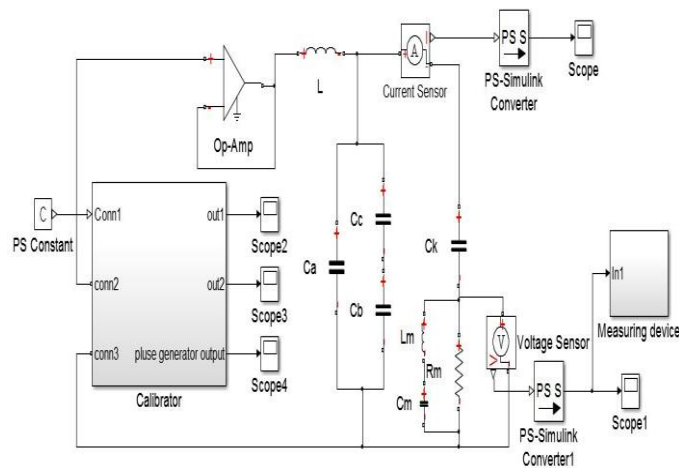 PS S
PS-Simulink
Converter
Scope
A
Current Sensor
L
Op-Amp
C
PS Constant
Conn1
conn2
conn3
out1
out2
pluse generator output
Calibrator
Scope2
Scope3
Scope4
Ca
Cc
Cb
Ck
Lm
Rm
Cm
V
Voltage Sensor
PS S
PS-Simulink
Converter1
Scope1
In1
Measuring device